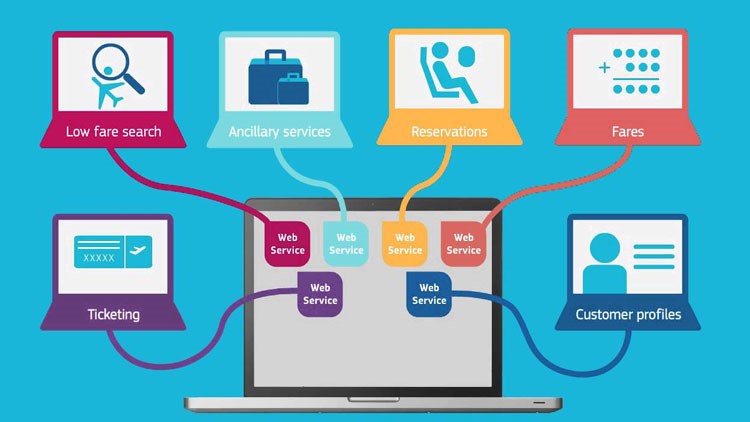 Low fare search
Ancillary services
Reservations
Fares
Web
Service
Web
Service
Web
Service
Web
Service
XXXXX
Ticketing
Web
Service
Web
Service
Customer profiles